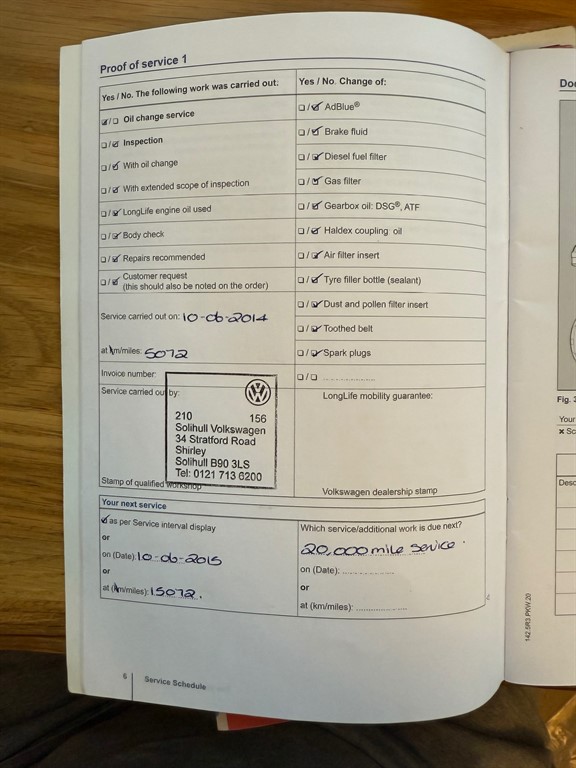 Proof of service 1
Yes / No. The following work was carried out:
☑/☐ Oil change service
☐/☑ Inspection
☐/☑ With oil change
☐/☑ With extended scope of inspection
☐/☑ LongLife engine oil used
☐/☑ Body check
☐/☑ Repairs recommended
☐/☑ Customer request
(this should also be noted on the order)
Service carried out on: 10-06-2014
at km/miles: 5072
Invoice number:
Service carried out by:
210 156
Solihull Volkswagen
34 Stratford Road
Shirley
Solihull B90 3LS
Tel: 0121 713 6200
Stamp of qualified workshop
Yes / No. Change of:
☐/☑ AdBlue®
☐/☑ Brake fluid
☐/☑ Diesel fuel filter
☐/☑ Gas filter
☐/☑ Gearbox oil: DSG®, ATF
☐/☑ Haldex coupling: oil
☐/☑ Air filter insert
☐/☑ Tyre filler bottle (sealant)
☐/☑ Dust and pollen filter insert
☐/☑ Toothed belt
☐/☑ Spark plugs
☐/☐ ....................
LongLife mobility guarantee:
Volkswagen dealership stamp
Your next service
☑ as per Service interval display
or
on (Date): 10-06-2015
or
at (km/miles): 15072.
Which service/additional work is due next?
20,000 mile service.
on (Date): ....................
or
at (km/miles): ....................
6 Service Schedule
Fig. 3
Your
142.5R3.PKW.20